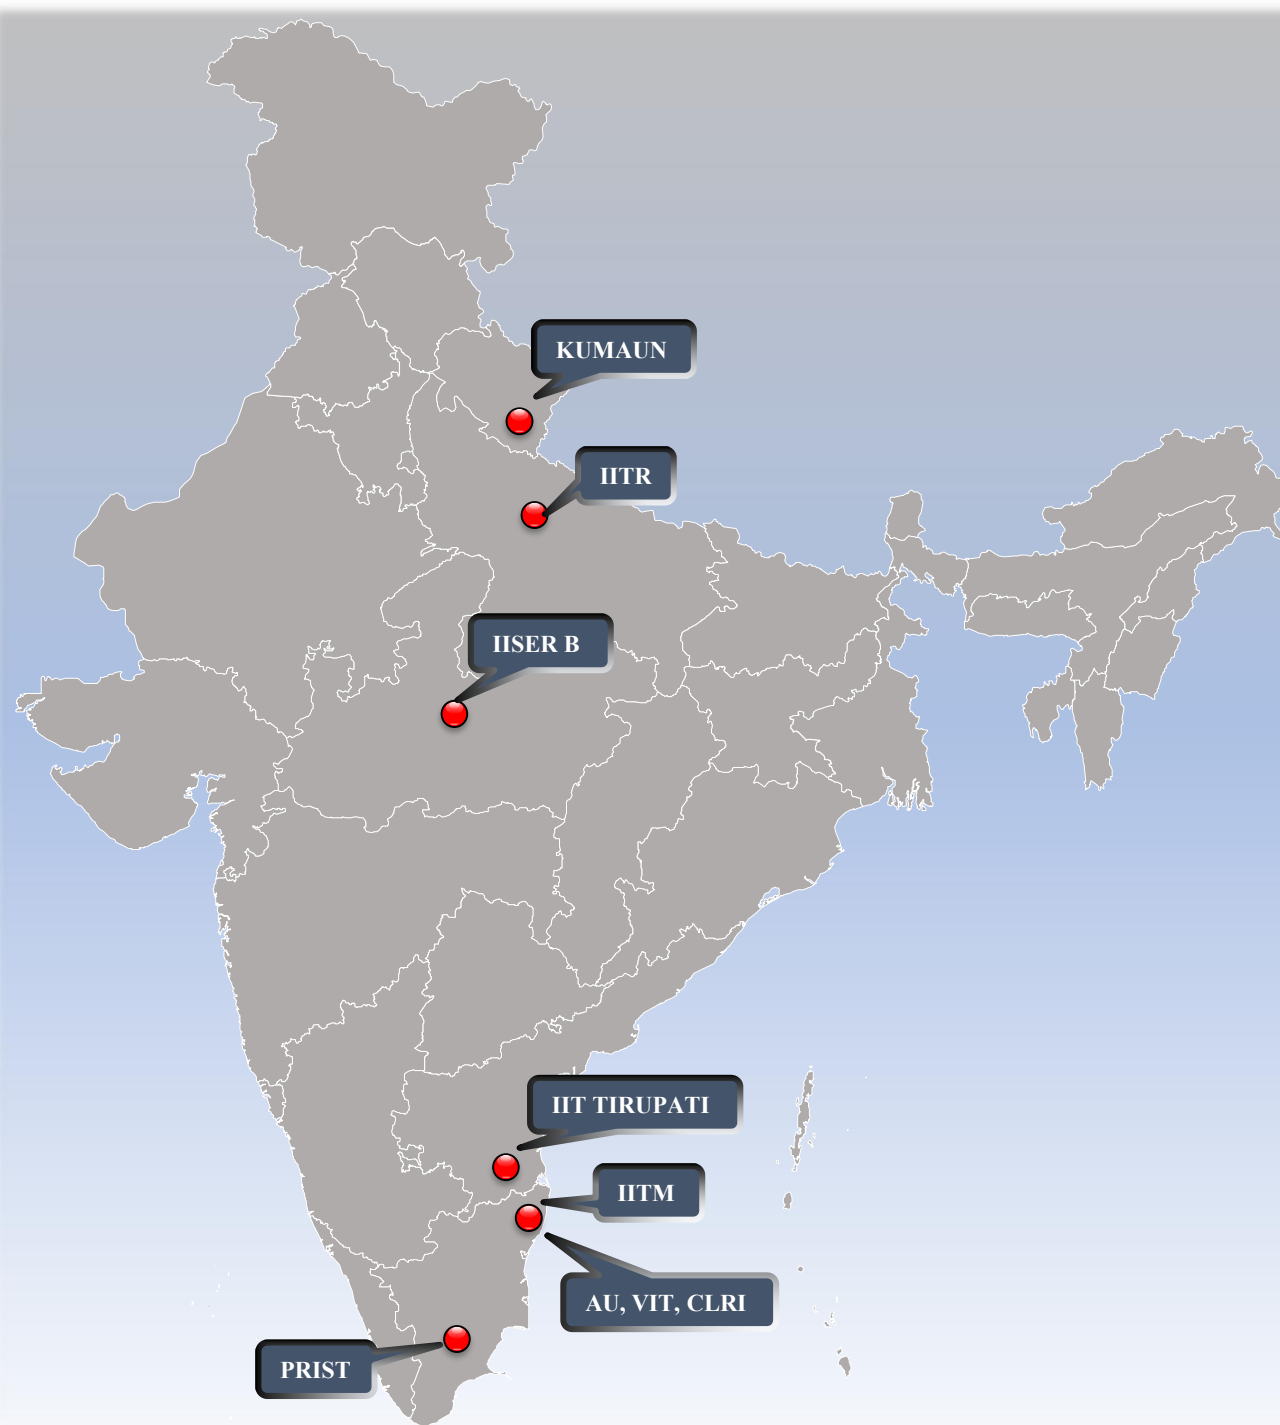 KUMAUN
IITR
IISER B
IIT TIRUPATI
IITM
AU, VIT, CLRI
PRIST